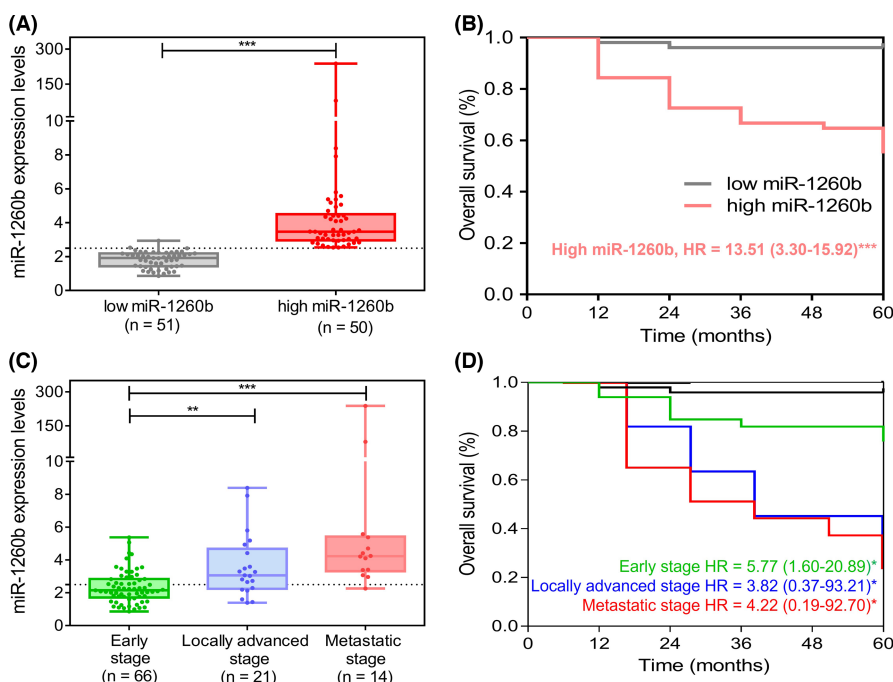 (A)
***
300
150
10
8
6
4
2
0
miR-1260b expression levels
low miR-1260b
(n = 51)
high miR-1260b
(n = 50)
(B)
1.0
0.8
0.6
0.4
0.2
0.0
Overall survival (%)
low miR-1260b
high miR-1260b
High miR-1260b, HR = 13.51 (3.30-15.92)***
0 12 24 36 48 60
Time (months)
(C)
***
**
300
150
10
8
6
4
2
0
miR-1260b expression levels
Early
stage
(n = 66)
Locally advanced
stage
(n = 21)
Metastatic
stage
(n = 14)
(D)
1.0
0.8
0.6
0.4
0.2
0.0
Overall survival (%)
Early stage HR = 5.77 (1.60-20.89)*
Locally advanced stage HR = 3.82 (0.37-93.21)*
Metastatic stage HR = 4.22 (0.19-92.70)*
0 12 24 36 48 60
Time (months)